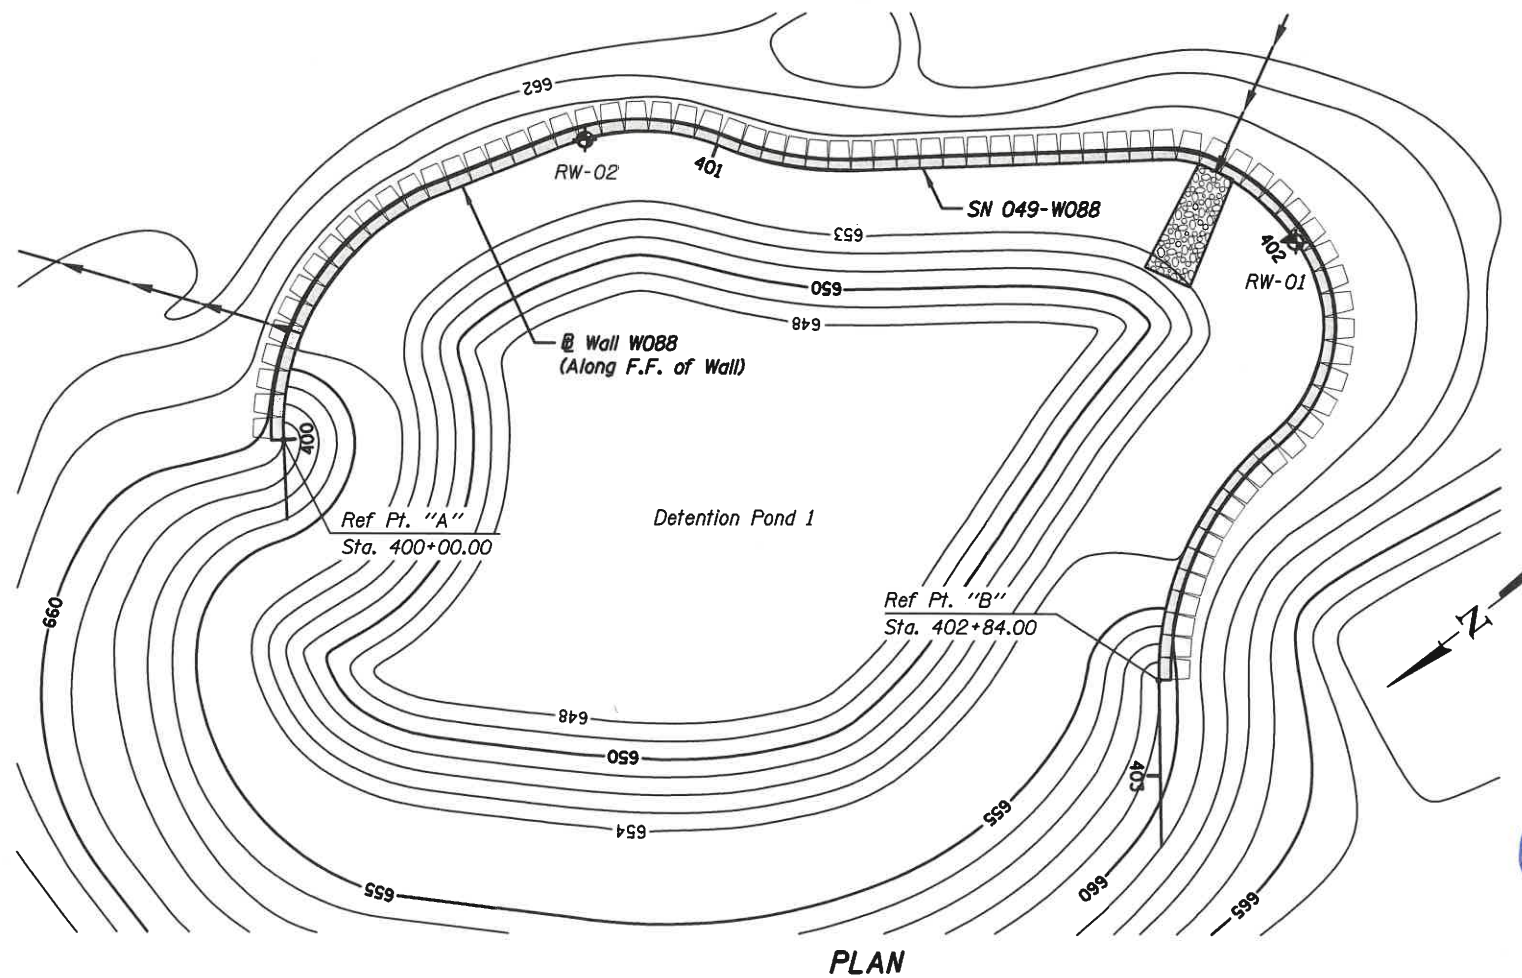 662
RW-02
401
SN 049-W088
653
402
RW-01
650
648
℄ Wall W088
(Along F.F. of Wall)
400
Ref Pt. "A"
Sta. 400+00.00
Detention Pond 1
660
Ref Pt. "B"
Sta. 402+84.00
N
648
650
403
654
655
655
660
665
PLAN